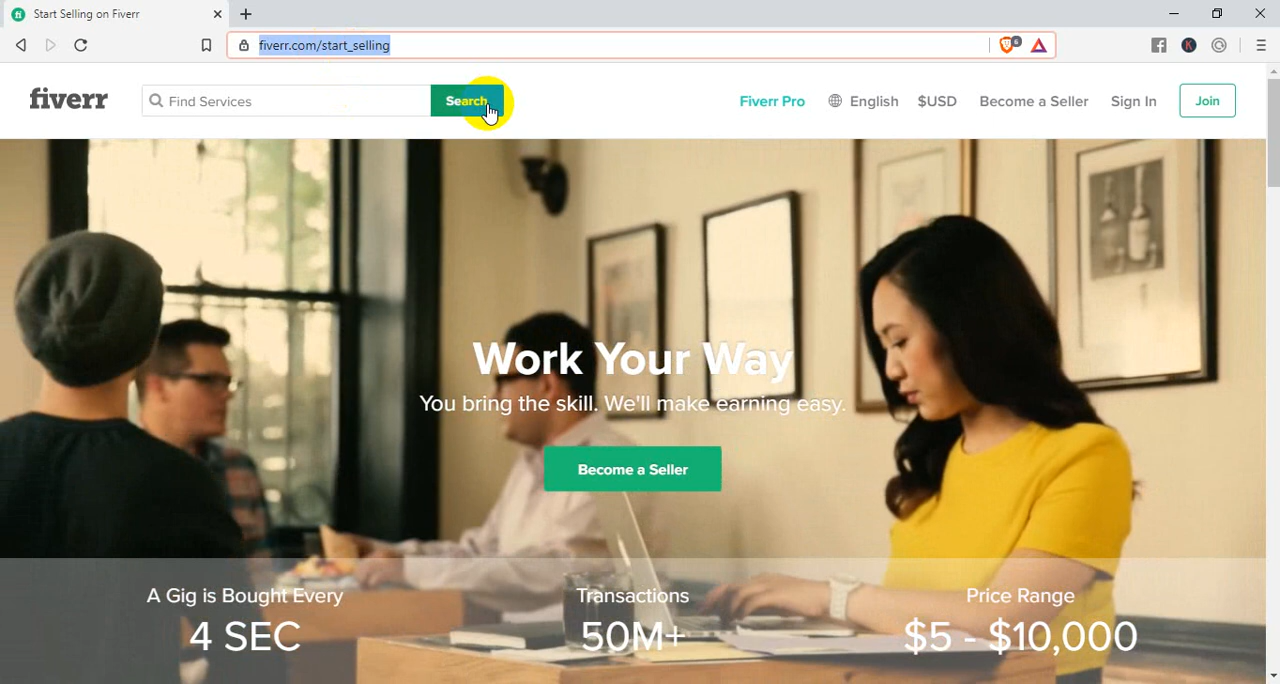 Start Selling on Fiverr
fiverr.com/start_selling
6
fiverr
Find Services
Search
Fiverr Pro
English
$USD
Become a Seller
Sign In
Join
Work Your Way
You bring the skill. We'll make earning easy.
Become a Seller
A Gig is Bought Every
4 SEC
Transactions
50M+
Price Range
$5 - $10,000